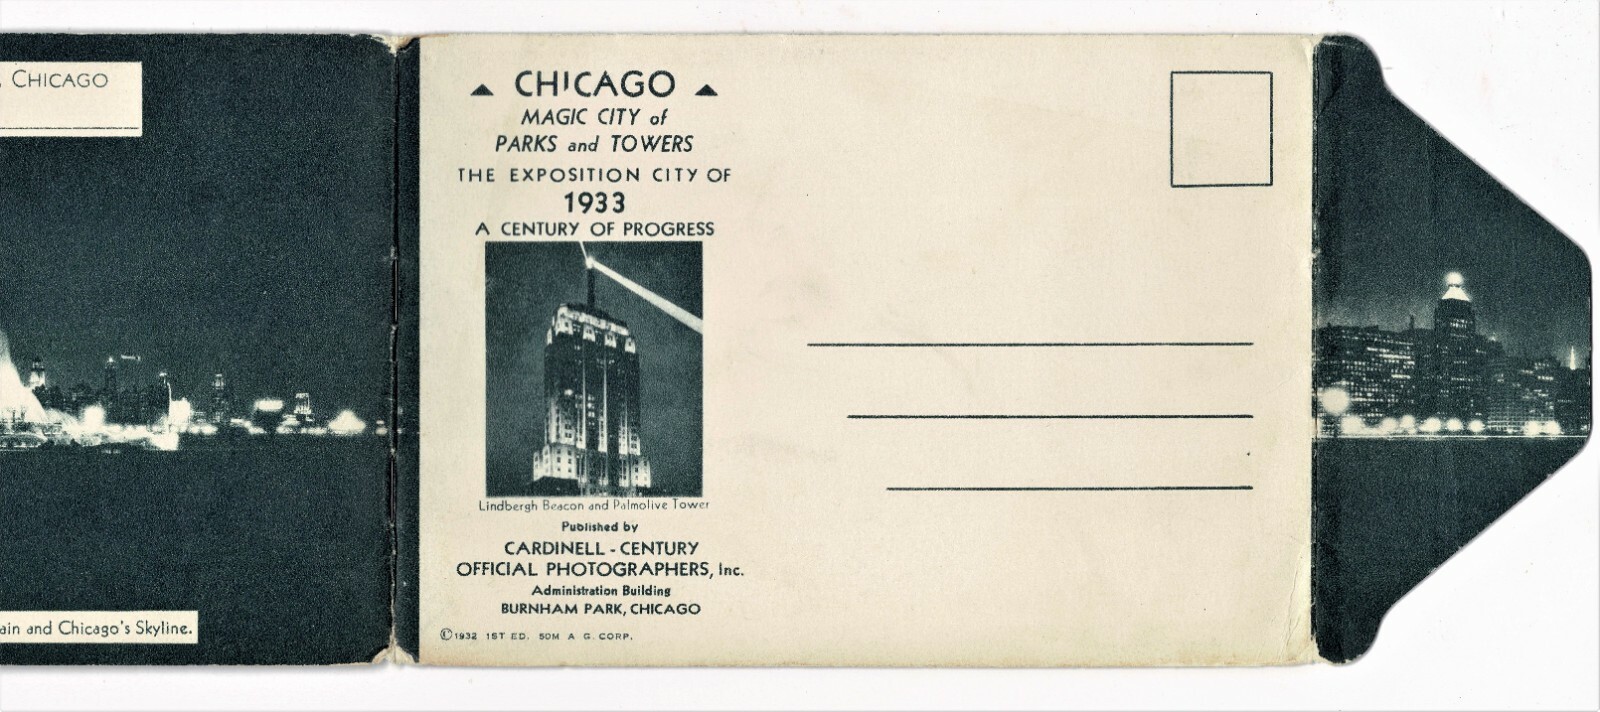 CHICAGO
CHICAGO
MAGIC CITY of
PARKS and TOWERS
THE EXPOSITION CITY OF
1933
A CENTURY OF PROGRESS
Lindbergh Beacon and Palmolive Tower
Published by
CARDINELL - CENTURY
OFFICIAL PHOTOGRAPHERS, Inc.
Administration Building
BURNHAM PARK, CHICAGO
©1932 1ST ED. 50M A G. CORP.
ain and Chicago's Skyline.